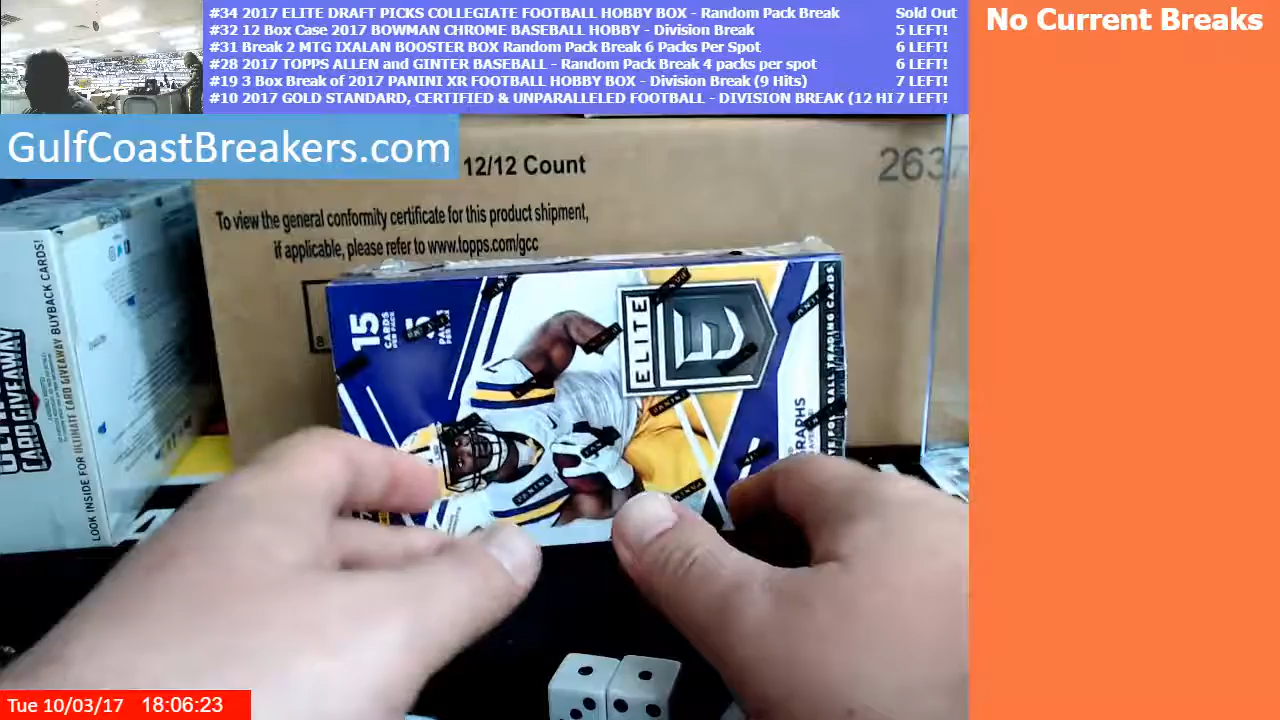 #34 2017 ELITE DRAFT PICKS COLLEGIATE FOOTBALL HOBBY BOX - Random Pack Break Sold Out
#32 12 Box Case 2017 BOWMAN CHROME BASEBALL HOBBY - Division Break 5 LEFT!
#31 Break 2 MTG IXALAN BOOSTER BOX Random Pack Break 6 Packs Per Spot 6 LEFT!
#28 2017 TOPPS ALLEN and GINTER BASEBALL - Random Pack Break 4 packs per spot 6 LEFT!
#19 3 Box Break of 2017 PANINI XR FOOTBALL HOBBY BOX - Division Break (9 Hits) 7 LEFT!
#10 2017 GOLD STANDARD, CERTIFIED & UNPARALLELED FOOTBALL - DIVISION BREAK (12 HI 7 LEFT!
No Current Breaks
GulfCoastBreakers.com
12/12 Count
2637
To view the general conformity certificate for this product shipment,
if applicable, please refer to www.topps.com/gcc
15
CARDS
PER PACK
ELITE
CARD GIVEAWAY
LOOK INSIDE FOR ULTIMATE CARD GIVEAWAY BUYBACK CARDS!
Tue 10/03/17 18:06:23